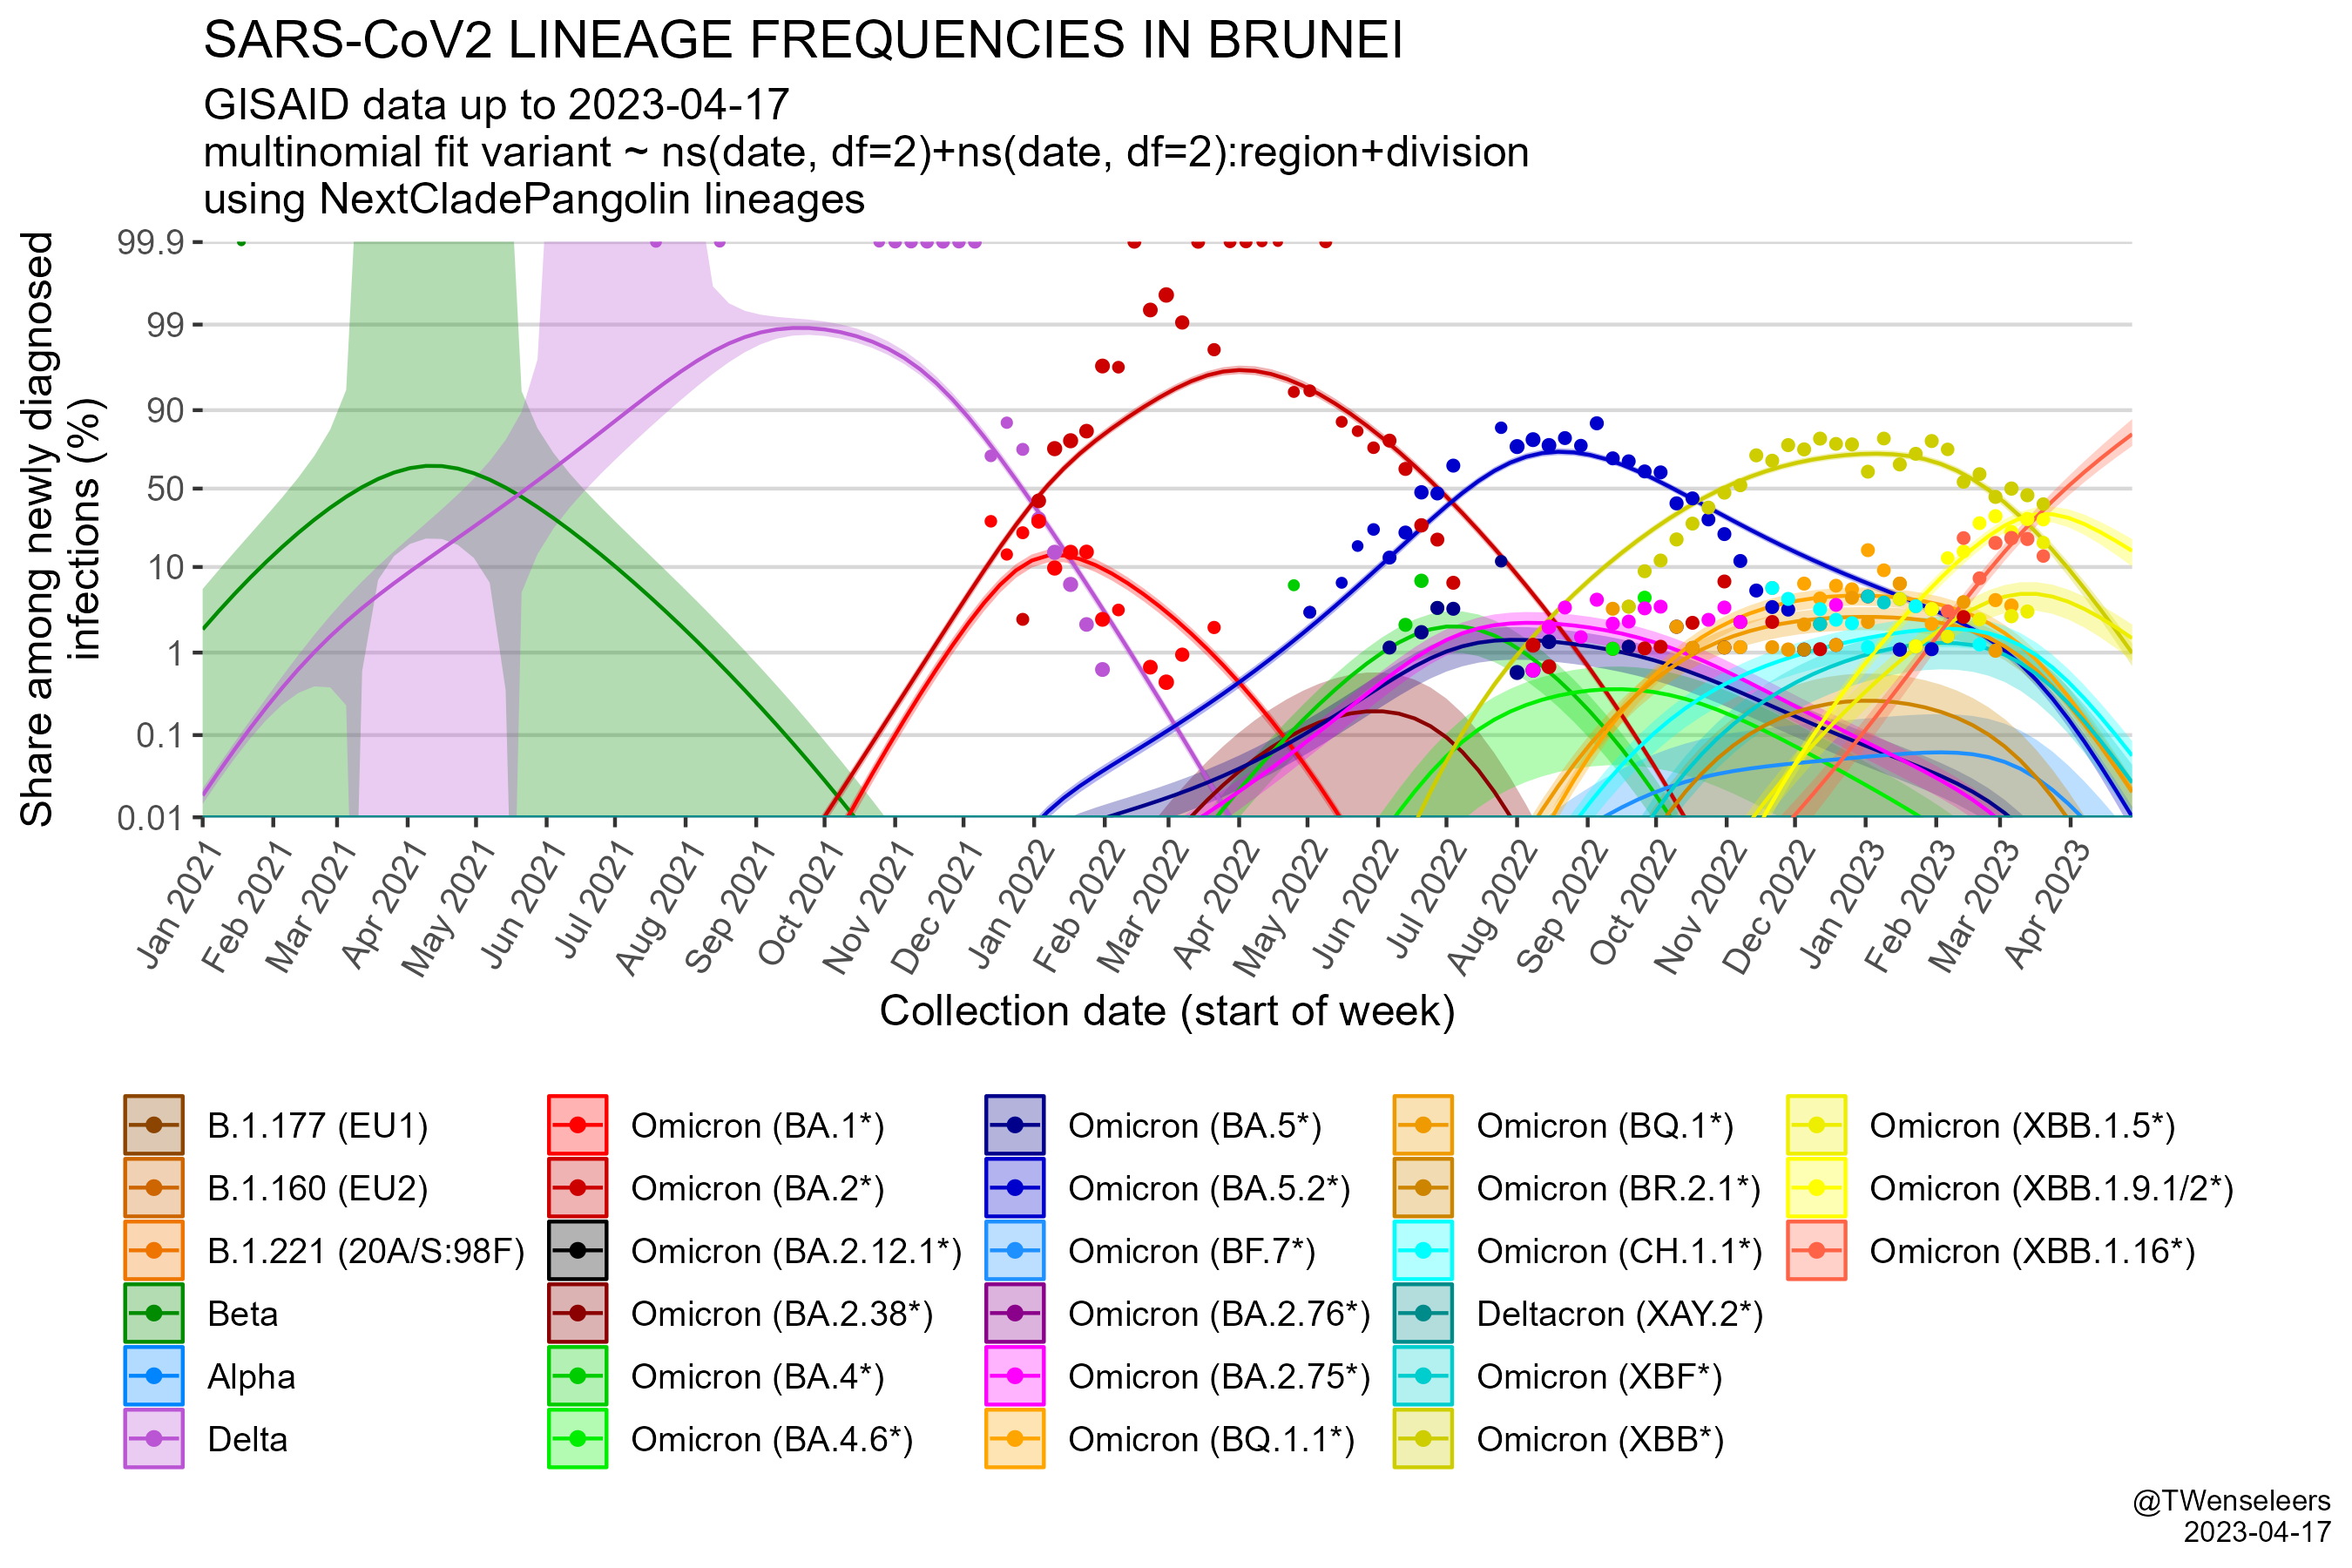 SARS-CoV2 LINEAGE FREQUENCIES IN BRUNEI
GISAID data up to 2023-04-17
multinomial fit variant ~ ns(date, df=2)+ns(date, df=2):region+division
using NextCladePangolin lineages
Share among newly diagnosed
infections (%)
99.9
99
90
50
10
1
0.1
0.01
Jan 2021
Feb 2021
Mar 2021
Apr 2021
May 2021
Jun 2021
Jul 2021
Aug 2021
Sep 2021
Oct 2021
Nov 2021
Dec 2021
Jan 2022
Feb 2022
Mar 2022
Apr 2022
May 2022
Jun 2022
Jul 2022
Aug 2022
Sep 2022
Oct 2022
Nov 2022
Dec 2022
Jan 2023
Feb 2023
Mar 2023
Apr 2023
Collection date (start of week)
B.1.177 (EU1)
B.1.160 (EU2)
B.1.221 (20A/S:98F)
Beta
Alpha
Delta
Omicron (BA.1*)
Omicron (BA.2*)
Omicron (BA.2.12.1*)
Omicron (BA.2.38*)
Omicron (BA.4*)
Omicron (BA.4.6*)
Omicron (BA.5*)
Omicron (BA.5.2*)
Omicron (BF.7*)
Omicron (BA.2.76*)
Omicron (BA.2.75*)
Omicron (BQ.1.1*)
Omicron (BQ.1*)
Omicron (BR.2.1*)
Omicron (CH.1.1*)
Deltacron (XAY.2*)
Omicron (XBF*)
Omicron (XBB*)
Omicron (XBB.1.5*)
Omicron (XBB.1.9.1/2*)
Omicron (XBB.1.16*)
@TWenseleers
2023-04-17